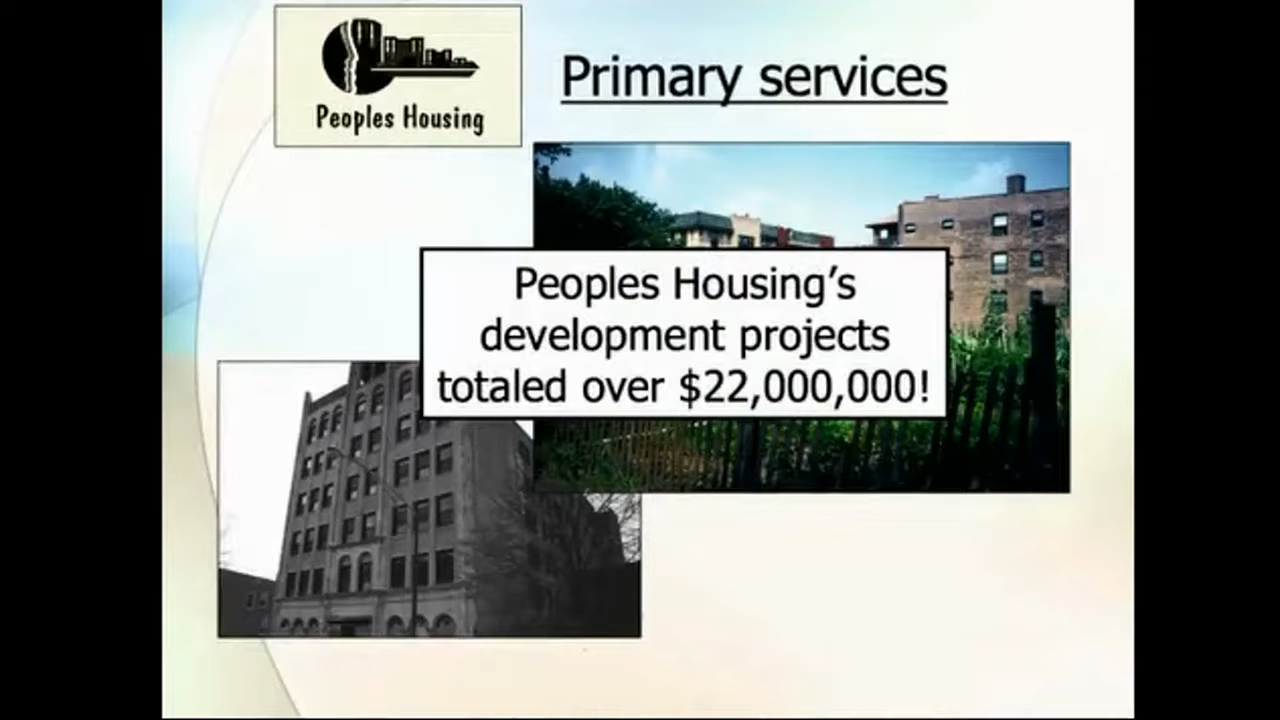 Peoples Housing
Primary services
Peoples Housing’s
development projects
totaled over $22,000,000!